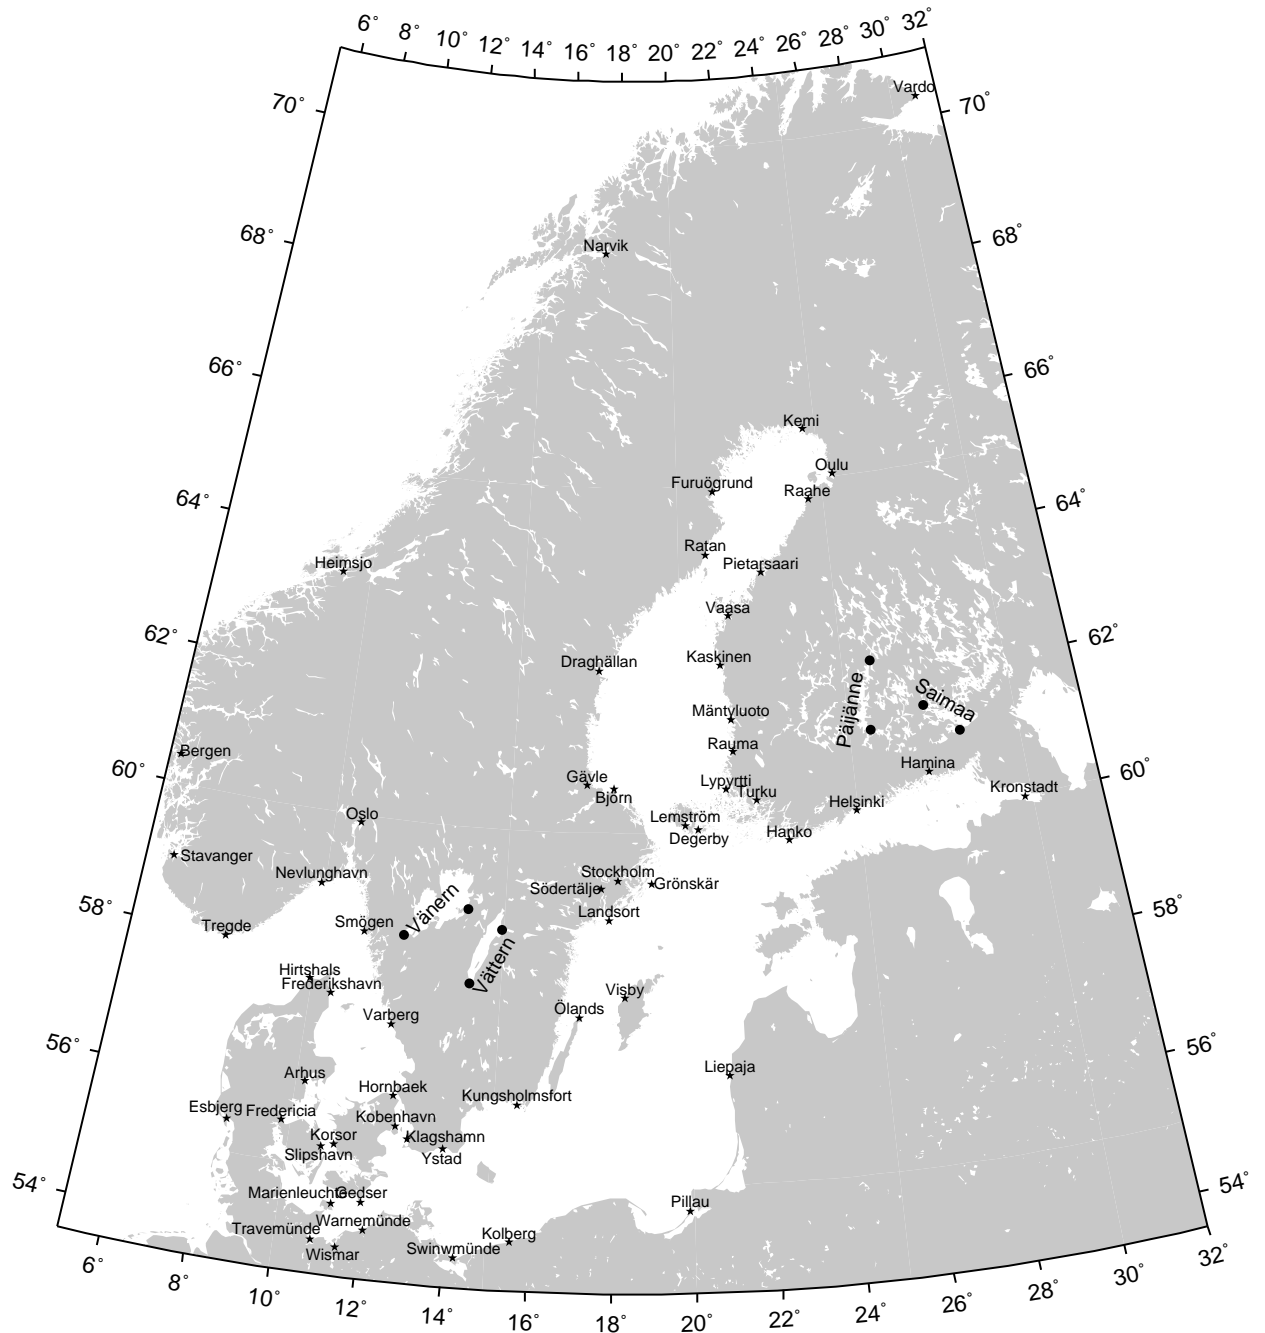 6° 8° 10° 12° 14° 16° 18° 20° 22° 24° 26° 28° 30° 32°
Vardo
70° 70°
Narvik
68° 68°
66° 66°
Kemi
Oulu
Furuögrund
Raahe
64° 64°
Ratan
Heimsjo
Pietarsaari
Vaasa
62° 62°
Kaskinen
Draghällan
Saimaa
Päijänne
Mäntyluoto
Rauma
Bergen
Hamina
60° 60°
Gävle
Lypyrtti
Kronstadt
Turku
Björn
Helsinki
Oslo
Lemström
Hanko
Degerby
Stavanger
Nevlunghavn
Stockholm
Grönskär
Södertälje
Vänern
58° 58°
Landsort
Smögen
Tregde
Vättern
Hirtshals
Frederikshavn
Visby
Ölands
Varberg
56° 56°
Liepaja
Arhus
Hornbaek
Kungsholmsfort
Esbjerg
Fredericia
Kobenhavn
Korsor
Klagshamn
Slipshavn
Ystad
54° 54°
Marienleuchte
Gedser
Pillau
Warnemünde
Travemünde
Kolberg
Swinwmünde
Wismar
6° 8° 10° 12° 14° 16° 18° 20° 22° 24° 26° 28° 30° 32°